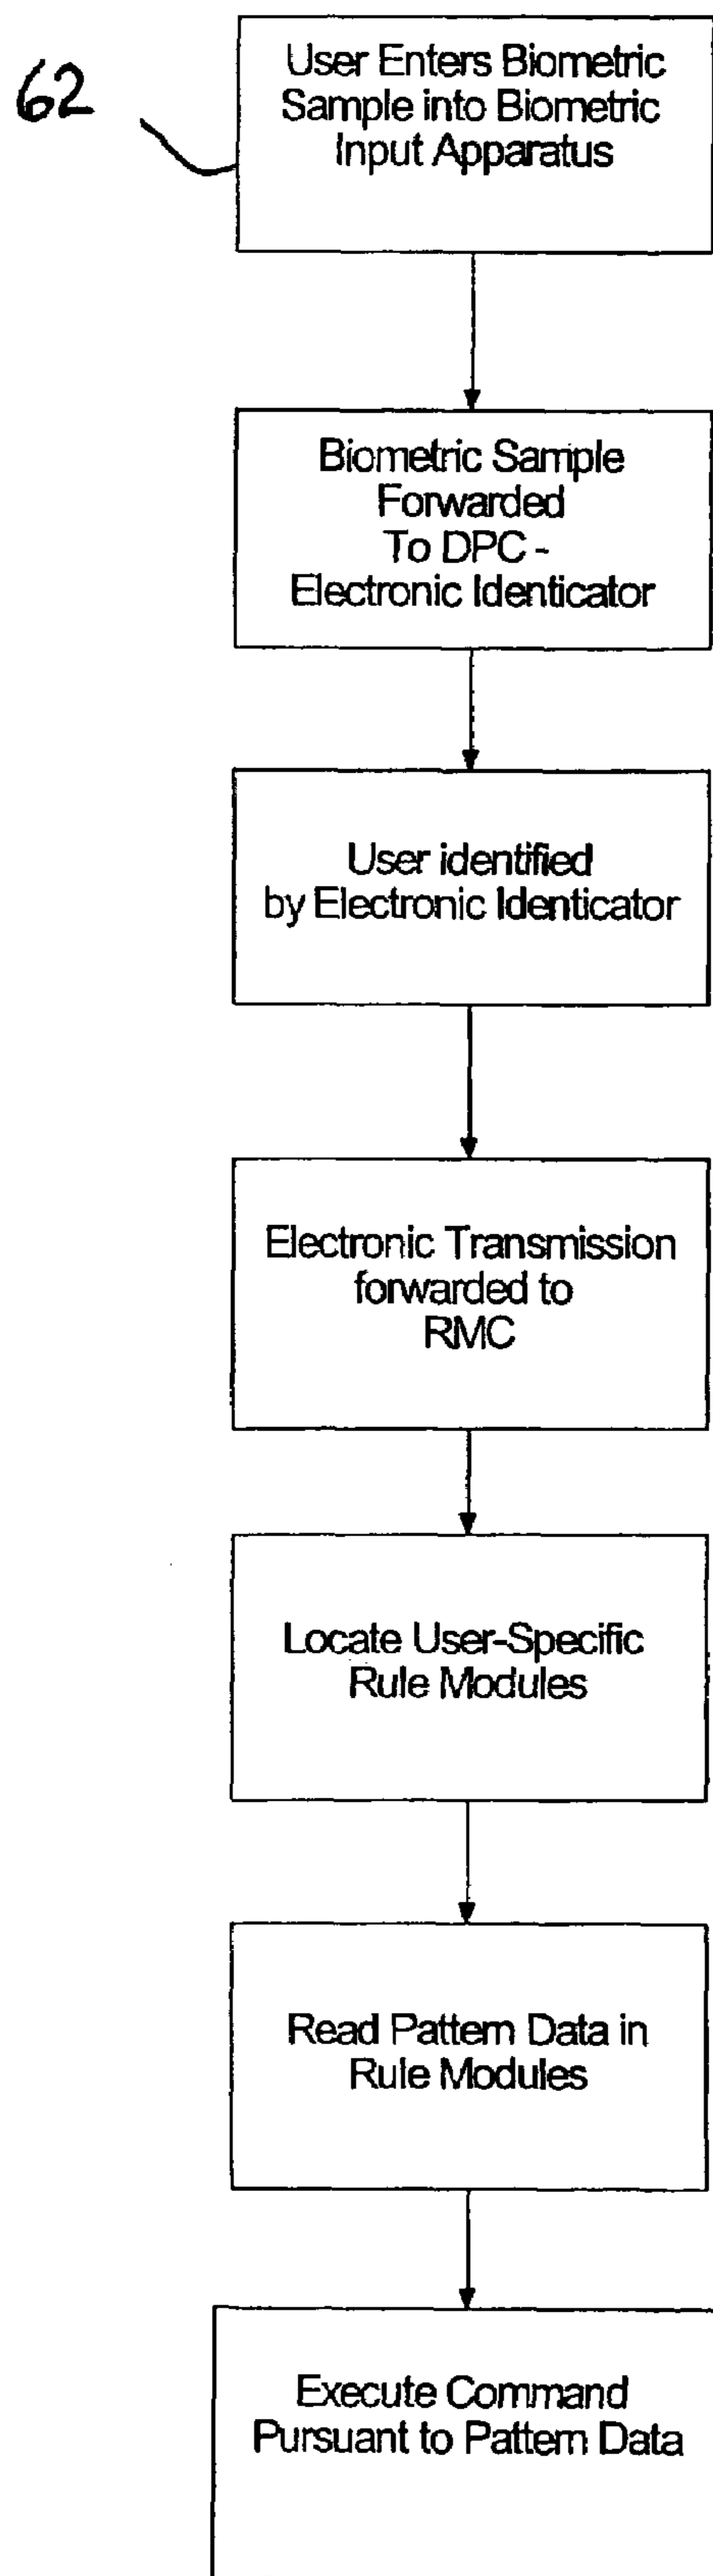 62
User Enters Biometric
Sample into Biometric
Input Apparatus
Biometric Sample
Forwarded
To DPC -
Electronic Identicator
User identified
by Electronic Identicator
Electronic Transmission
forwarded to
RMC
Locate User-Specific
Rule Modules
Read Pattern Data in
Rule Modules
Execute Command
Pursuant to Pattern Data